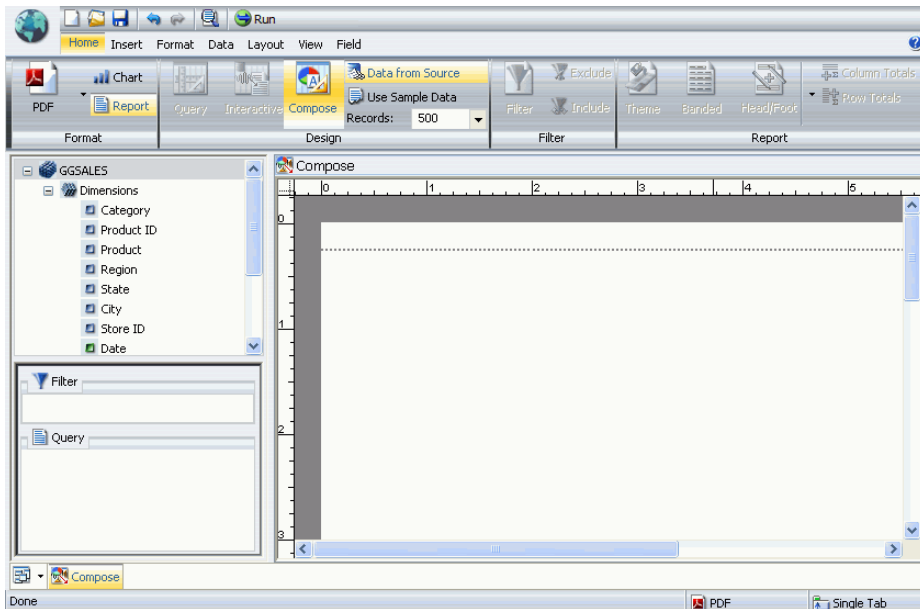 Run
Home Insert Format Data Layout View Field
PDF
Chart
Report
Format
Query
Interactive
Compose
Data from Source
Use Sample Data
Records: 500
Design
Filter
Exclude
Include
Filter
Theme
Banded
Head/Foot
Column Totals
Row Totals
Report
GGSALES
Dimensions
Category
Product ID
Product
Region
State
City
Store ID
Date
Filter
Query
Compose
0 1 2 3 4 5
0
1
2
3
Compose
Done
PDF
Single Tab